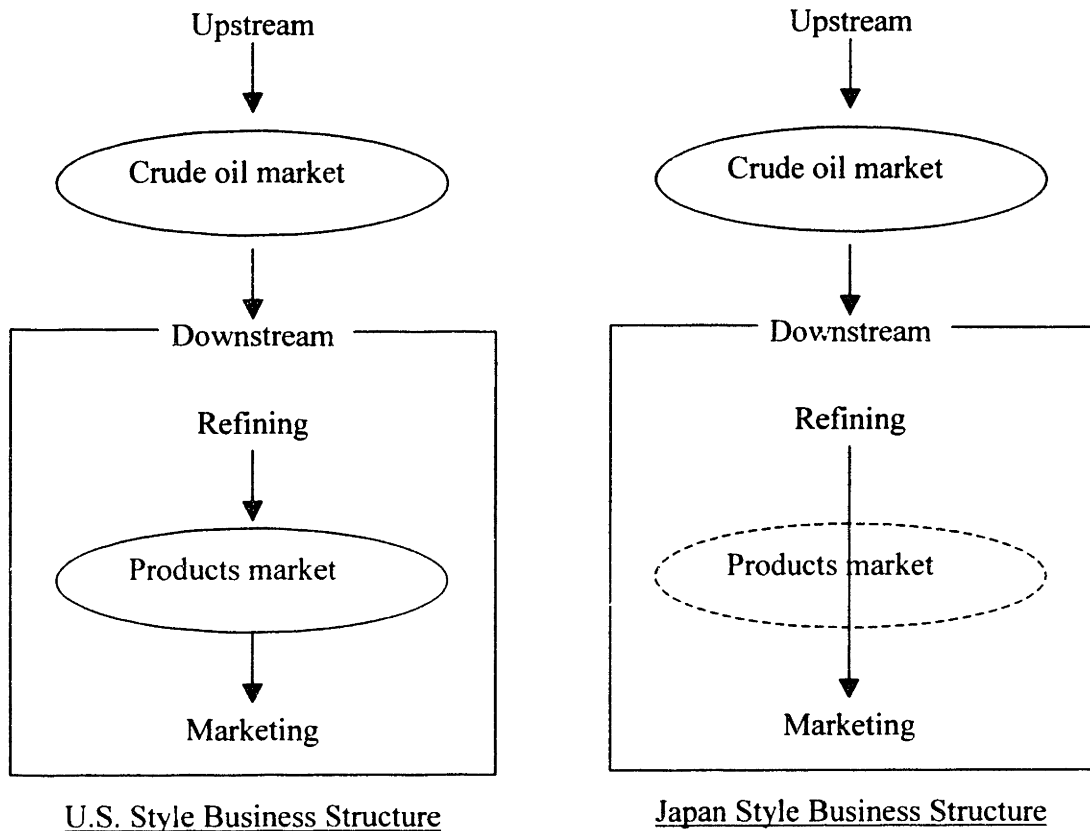 Upstream
Crude oil market
Downstream
Refining
Products market
Marketing
U.S. Style Business Structure
Upstream
Crude oil market
Downstream
Refining
Products market
Marketing
Japan Style Business Structure